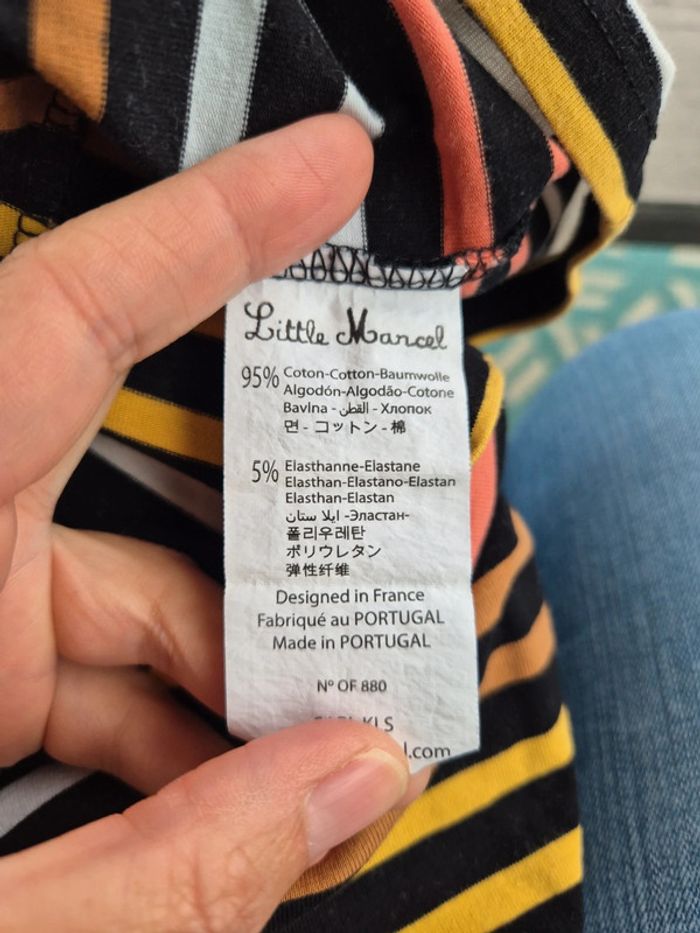 Little Marcel
95% Coton-Cotton-Baumwolle
Algodón-Algodão-Cotone
Bavlna - القطن - Хлопок
면 - コットン - 棉
5% Elasthanne-Elastane
Elasthan-Elastano-Elastan
Elasthan-Elastan
ايلا ستان -Эластан-
폴리우레탄
ポリウレタン
弹性纤维
Designed in France
Fabriqué au PORTUGAL
Made in PORTUGAL
Nº OF 880
KLS
.com